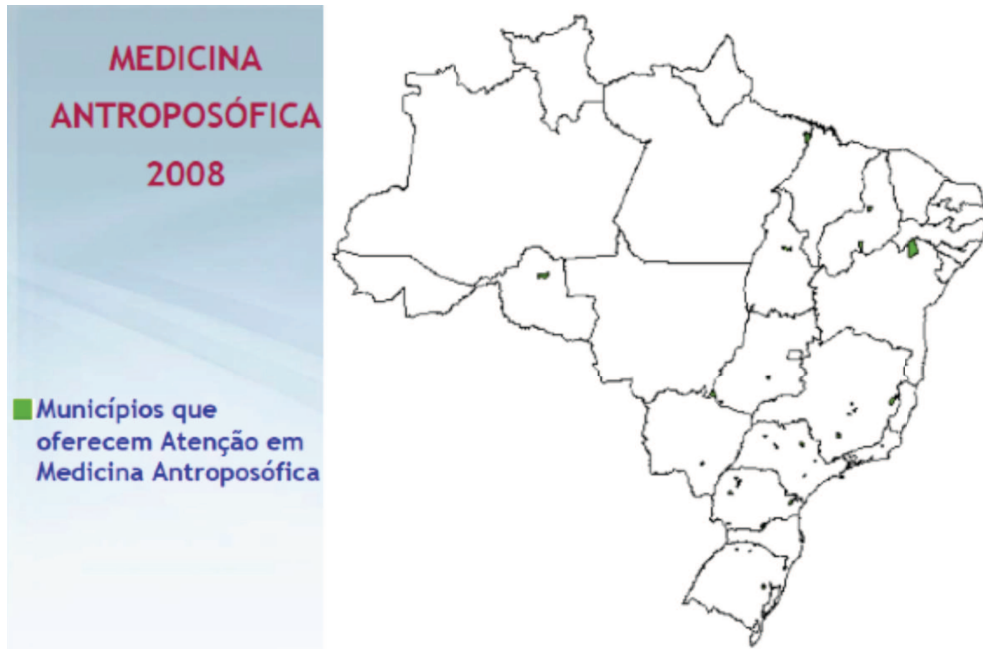 MEDICINA
ANTROPOSÓFICA
2008
Municípios que
oferecem Atenção em
Medicina Antroposófica